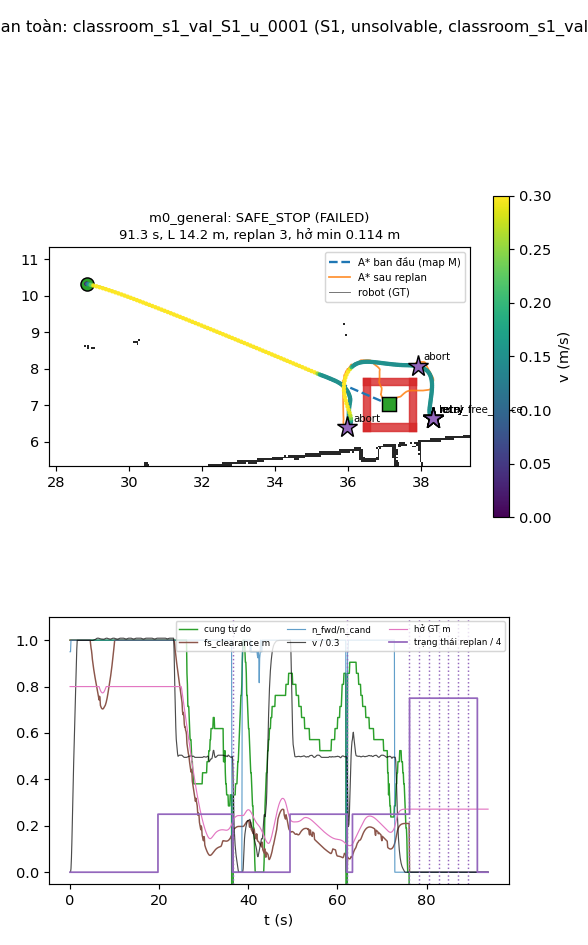 an toàn: classroom_s1_val_S1_u_0001 (S1, unsolvable, classroom_s1_val
m0_general: SAFE_STOP (FAILED)
91.3 s, L 14.2 m, replan 3, hở min 0.114 m
A* ban đầu (map M)
A* sau replan
robot (GT)
abort
abort
11
10
9
8
7
6
28
30
32
34
36
38
0.30
0.25
0.20
0.15
0.10
0.05
0.00
v (m/s)
cung tự do
fs_clearance m
n_fwd/n_cand
v / 0.3
hở GT m
trạng thái replan / 4
1.0
0.8
0.6
0.4
0.2
0.0
0
20
40
60
80
t (s)